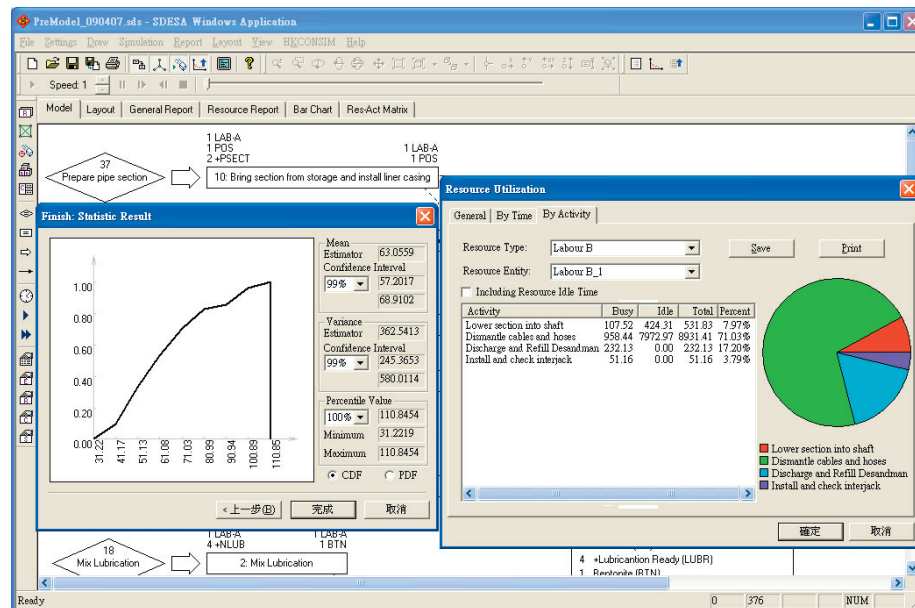 PreModel_090407.sds - SDESA Windows Application
File Settings Draw Simulation Report Layout View HKCONSIM Help
Speed: 1
Model Layout General Report Resource Report Bar Chart Res-Act Matrix
1 LAB-A
1 POS
2 +PSECT
1 LAB-A
1 POS
37
Prepare pipe section
10: Bring section from storage and install liner casing
Finish: Statistic Result
1.00
0.80
0.60
0.40
0.20
0.00
31.22 41.17 51.13 61.08 71.03 80.99 90.94 100.89 110.85
Mean
Estimator 63.0559
Confidence Interval
99% 57.2017
68.9102
Variance
Estimator 362.5413
Confidence Interval
99% 245.3653
580.0114
Percentile Value
100% 110.8454
Minimum 31.2219
Maximum 110.8454
CDF PDF
<上一步(B) 完成 取消
Resource Utilization
General By Time By Activity
Resource Type: Labour B Save Print
Resource Entity: Labour B_1
Including Resource Idle Time
Activity Busy Idle Total Percent
Lower section into shaft 107.52 424.31 531.83 7.97%
Dismantle cables and hoses 958.44 7972.97 8931.41 71.03%
Discharge and Refill Desandman 232.13 0.00 232.13 17.20%
Install and check interjack 51.16 0.00 51.16 3.79%
Lower section into shaft
Dismantle cables and hoses
Discharge and Refill Desandman
Install and check interjack
確定 取消
1 LAB-A
4 +NLUB
1 LAB-A
1 BTN
18
Mix Lubrication
2: Mix Lubrication
4 +Lubricantion Ready (LUBR)
1 Bentonite (BTN)
Ready 0 376 NUM